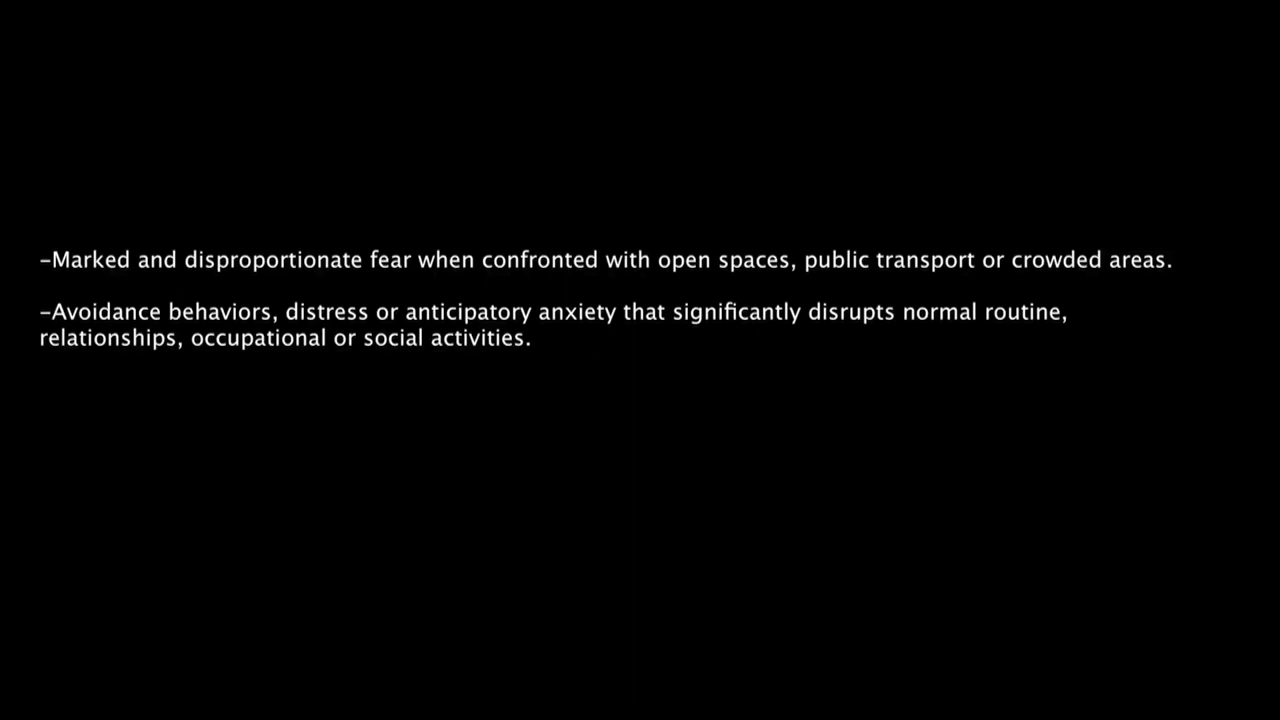 –Marked and disproportionate fear when confronted with open spaces, public transport or crowded areas.
–Avoidance behaviors, distress or anticipatory anxiety that significantly disrupts normal routine,
relationships, occupational or social activities.